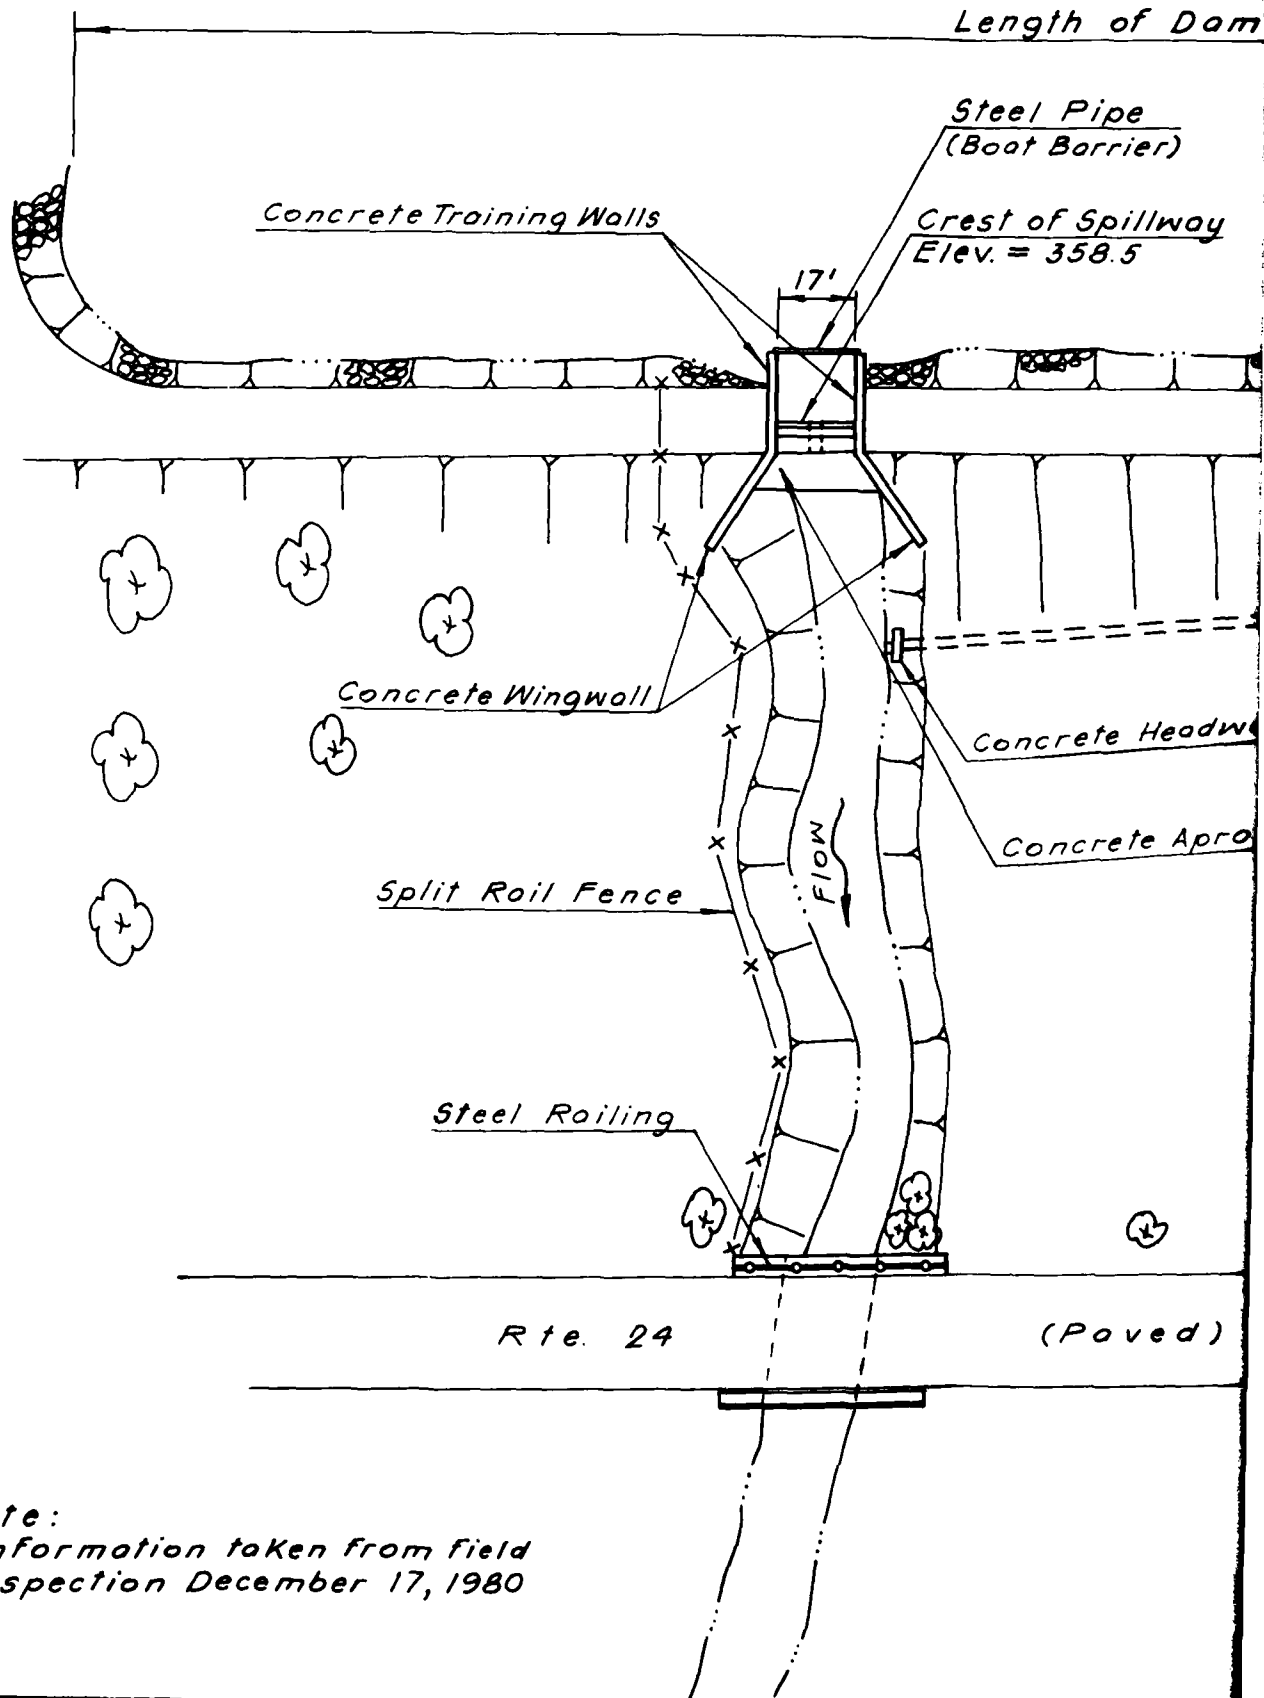 Length of Dam
Steel Pipe
(Boat Barrier)
Concrete Training Walls
Crest of Spillway
Elev. = 358.5
17'
Concrete Wingwall
Concrete Headw
Concrete Apro
Flow
Split Rail Fence
Steel Railing
Rte. 24 (Paved)
te:
nformation taken from field
spection December 17, 1980